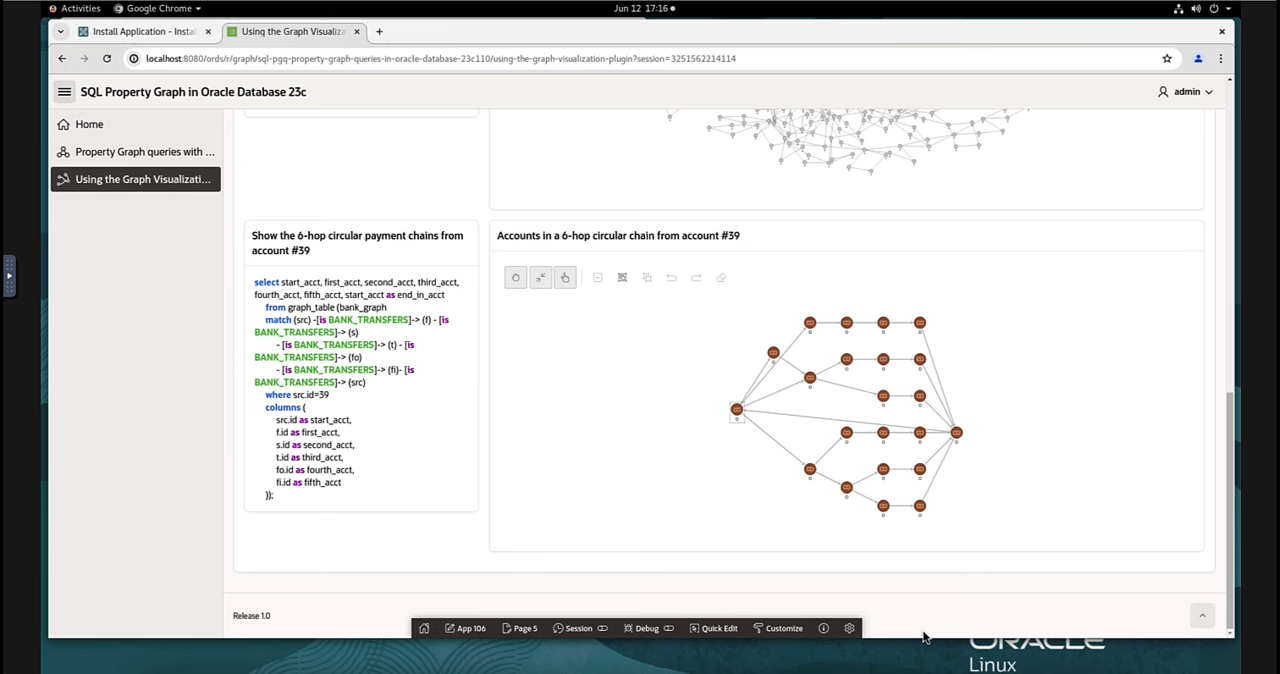 Activities Google Chrome Jun 12 17:16
Install Application - Insta Using the Graph Visualiza
localhost:8080/ords/r/graph/sql-pgq-property-graph-queries-in-oracle-database-23c110/using-the-graph-visualization-plugin?session=3251562214114
SQL Property Graph in Oracle Database 23c
admin
Home
Property Graph queries with ...
Using the Graph Visualizati...
Show the 6-hop circular payment chains from
account #39
select start_acct, first_acct, second_acct, third_acct,
fourth_acct, fifth_acct, start_acct as end_in_acct
from graph_table (bank_graph
match (src) -[is BANK_TRANSFERS]-> (f) - [is
BANK_TRANSFERS]-> (s)
- [is BANK_TRANSFERS]-> (t) - [is
BANK_TRANSFERS]-> (fo)
- [is BANK_TRANSFERS]-> (fi)- [is
BANK_TRANSFERS]-> (src)
where src.id=39
columns (
src.id as start_acct,
f.id as first_acct,
s.id as second_acct,
t.id as third_acct,
fo.id as fourth_acct,
fi.id as fifth_acct
));
Accounts in a 6-hop circular chain from account #39
Release 1.0
App 106 Page 5 Session Debug Quick Edit Customize
ORACLE
Linux